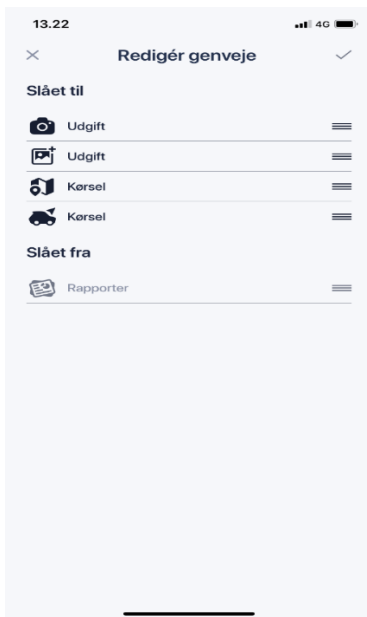 13.22
4G
Redigér genveje
Slået til
Udgift
Udgift
Kørsel
Kørsel
Slået fra
Rapporter